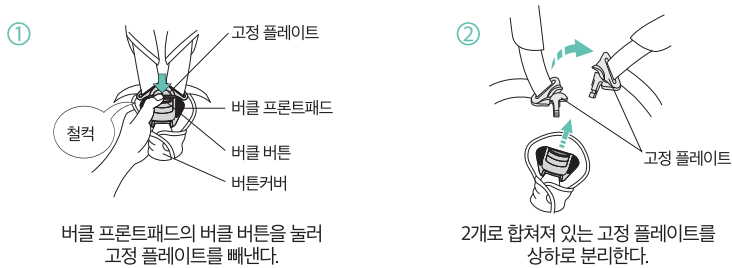 ①
고정 플레이트
버클 프론트패드
철컥
버클 버튼
버튼커버
버클 프론트패드의 버클 버튼을 눌러
고정 플레이트를 빼낸다.
②
고정 플레이트
2개로 합쳐져 있는 고정 플레이트를
상하로 분리한다.